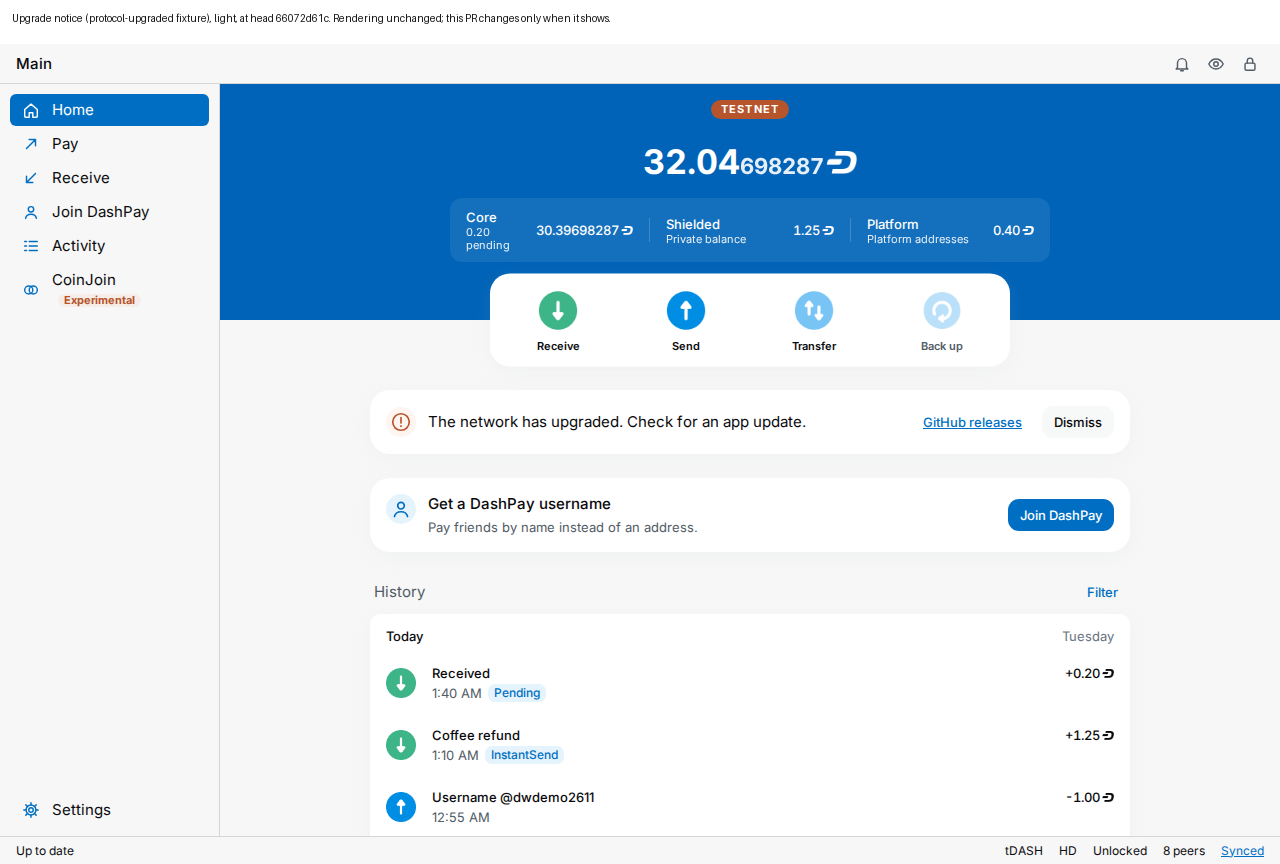 Upgrade notice (protocol-upgraded fixture), light, at head 66072d61c. Rendering unchanged; this PR changes only when it shows.
Main
Home
Pay
Receive
Join DashPay
Activity
CoinJoin
Experimental
Settings
TESTNET
32.04698287
Core
0.20
pending
30.39698287
Shielded
Private balance
1.25
Platform
Platform addresses
0.40
Receive
Send
Transfer
Back up
The network has upgraded. Check for an app update.
GitHub releases
Dismiss
Get a DashPay username
Pay friends by name instead of an address.
Join DashPay
History
Filter
Today
Tuesday
Received
+0.20
1:40 AM Pending
Coffee refund
+1.25
1:10 AM InstantSend
Username @dwdemo2611
-1.00
12:55 AM
Up to date
tDASH HD Unlocked 8 peers Synced